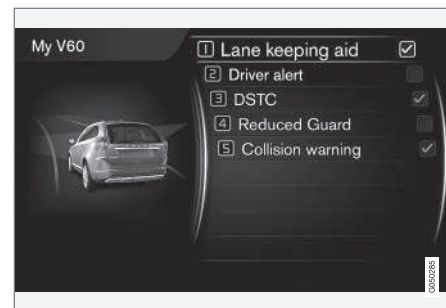 My V60
1 Lane keeping aid
2 Driver alert
3 DSTC
4 Reduced Guard
5 Collision warning
G050285